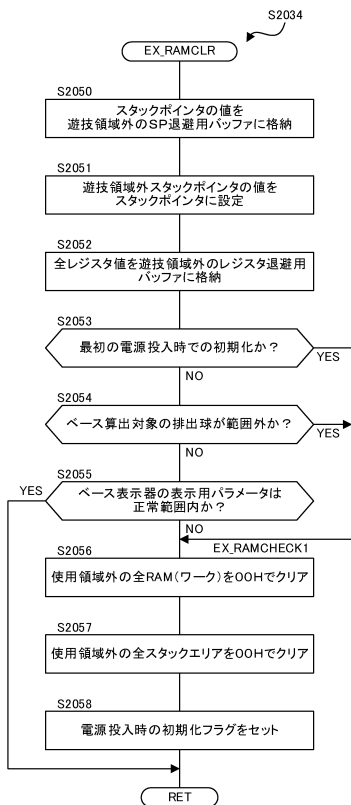 S2034
EX_RAMCLR
S2050
スタックポインタの値を
遊技領域外のSP退避用バッファに格納
S2051
遊技領域外スタックポインタの値を
スタックポインタに設定
S2052
全レジスタ値を遊技領域外のレジスタ退避用
バッファに格納
S2053
最初の電源投入時での初期化か?
YES
NO
S2054
ベース算出対象の排出球が範囲外か?
YES
NO
S2055
YES
ベース表示器の表示用パラメータは
正常範囲内か?
NO
EX_RAMCHECK1
S2056
使用領域外の全RAM(ワーク)を00Hでクリア
S2057
使用領域外の全スタックエリアを00Hでクリア
S2058
電源投入時の初期化フラグをセット
RET